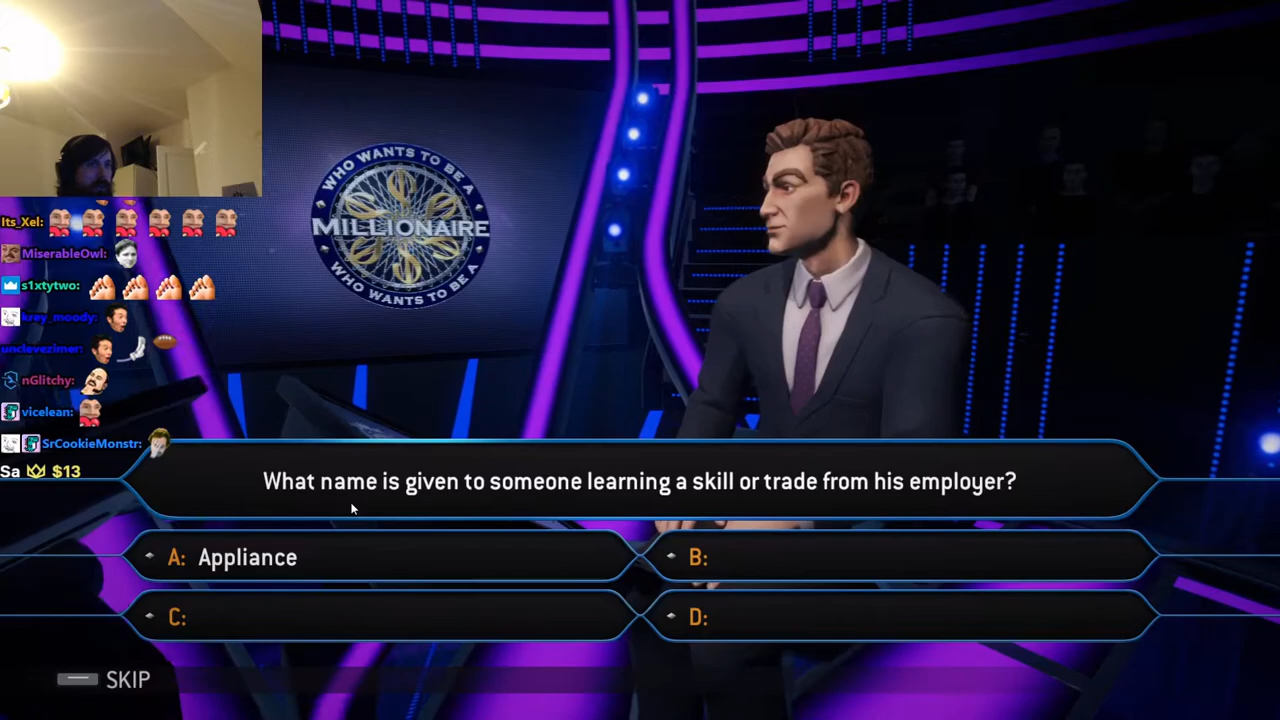 Its_Xel:
MiserableOwl:
s1xtytwo:
krey_moody:
unclevezimer:
nGlitchy:
vicelean:
SrCookieMonstr:
Sa $13
WHO WANTS TO BE A
MILLIONAIRE
WHO WANTS TO BE A
What name is given to someone learning a skill or trade from his employer?
A: Appliance
B:
C:
D:
SKIP